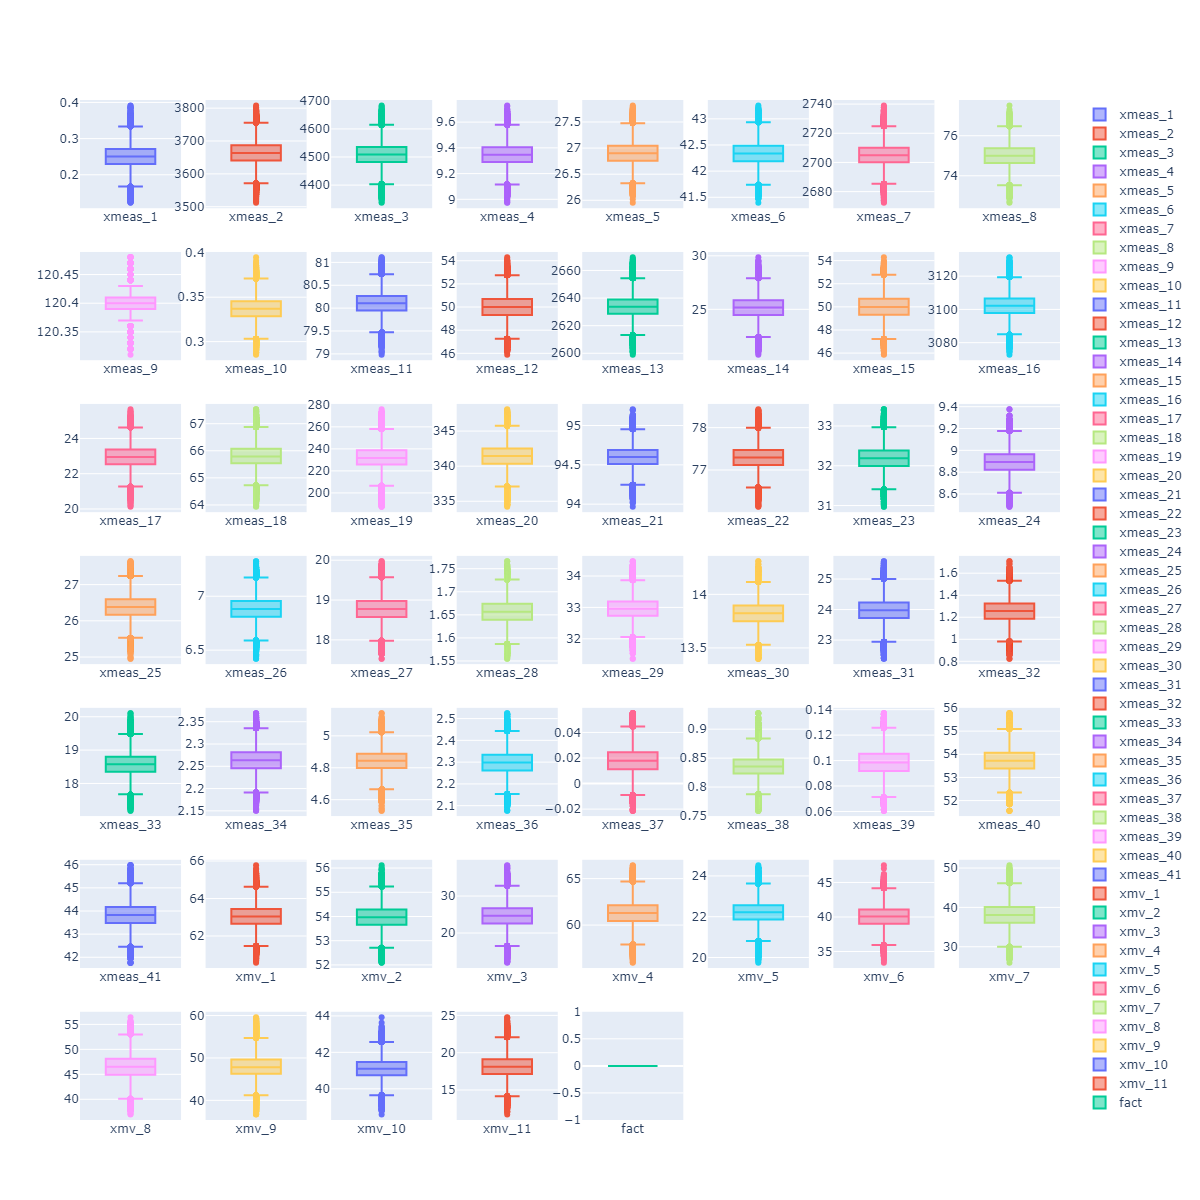 0.4
0.3
0.2
xmeas_1
3800
3700
3600
3500
xmeas_2
4700
4600
4500
4400
xmeas_3
9.6
9.4
9.2
9
xmeas_4
27.5
27
26.5
26
xmeas_5
43
42.5
42
41.5
xmeas_6
2740
2720
2700
2680
xmeas_7
76
74
xmeas_8
120.45
120.4
120.35
xmeas_9
0.4
0.35
0.3
xmeas_10
81
80.5
80
79.5
79
xmeas_11
54
52
50
48
46
xmeas_12
2660
2640
2620
2600
xmeas_13
30
25
xmeas_14
54
52
50
48
46
xmeas_15
3120
3100
3080
xmeas_16
24
22
20
xmeas_17
67
66
65
64
xmeas_18
280
260
240
220
200
xmeas_19
345
340
335
xmeas_20
95
94.5
94
xmeas_21
78
77
xmeas_22
33
32
31
xmeas_23
9.4
9.2
9
8.8
8.6
xmeas_24
27
26
25
xmeas_25
7
6.5
xmeas_26
20
19
18
xmeas_27
1.75
1.7
1.65
1.6
1.55
xmeas_28
34
33
32
xmeas_29
14
13.5
xmeas_30
25
24
23
xmeas_31
1.6
1.4
1.2
1
0.8
xmeas_32
20
19
18
xmeas_33
2.35
2.3
2.25
2.2
2.15
xmeas_34
5
4.8
4.6
xmeas_35
2.5
2.4
2.3
2.2
2.1
xmeas_36
0.04
0.02
0
−0.02
xmeas_37
0.9
0.85
0.8
0.75
xmeas_38
0.14
0.12
0.1
0.08
0.06
xmeas_39
56
55
54
53
52
xmeas_40
46
45
44
43
42
xmeas_41
66
64
62
xmv_1
56
55
54
53
52
xmv_2
30
20
xmv_3
65
60
xmv_4
24
22
20
xmv_5
45
40
35
xmv_6
50
40
30
xmv_7
55
50
45
40
xmv_8
60
50
40
xmv_9
44
42
40
xmv_10
25
20
15
xmv_11
1
0.5
0
−0.5
−1
fact
xmeas_1
xmeas_2
xmeas_3
xmeas_4
xmeas_5
xmeas_6
xmeas_7
xmeas_8
xmeas_9
xmeas_10
xmeas_11
xmeas_12
xmeas_13
xmeas_14
xmeas_15
xmeas_16
xmeas_17
xmeas_18
xmeas_19
xmeas_20
xmeas_21
xmeas_22
xmeas_23
xmeas_24
xmeas_25
xmeas_26
xmeas_27
xmeas_28
xmeas_29
xmeas_30
xmeas_31
xmeas_32
xmeas_33
xmeas_34
xmeas_35
xmeas_36
xmeas_37
xmeas_38
xmeas_39
xmeas_40
xmeas_41
xmv_1
xmv_2
xmv_3
xmv_4
xmv_5
xmv_6
xmv_7
xmv_8
xmv_9
xmv_10
xmv_11
fact